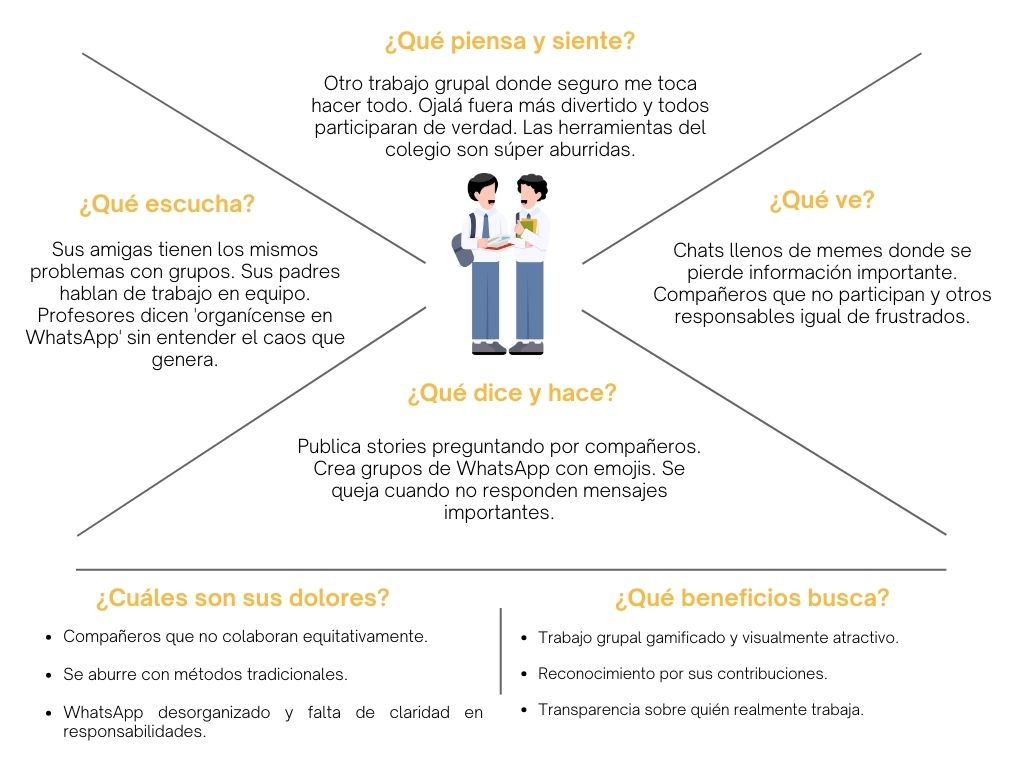 ¿Qué piensa y siente?
Otro trabajo grupal donde seguro me toca
hacer todo. Ojalá fuera más divertido y todos
participaran de verdad. Las herramientas del
colegio son súper aburridas.
¿Qué escucha?
Sus amigas tienen los mismos
problemas con grupos. Sus padres
hablan de trabajo en equipo.
Profesores dicen 'organícense en
WhatsApp' sin entender el caos que
genera.
¿Qué ve?
Chats llenos de memes donde se
pierde información importante.
Compañeros que no participan y otros
responsables igual de frustrados.
¿Qué dice y hace?
Publica stories preguntando por compañeros.
Crea grupos de WhatsApp con emojis. Se
queja cuando no responden mensajes
importantes.
¿Cuáles son sus dolores?
• Compañeros que no colaboran equitativamente.
• Se aburre con métodos tradicionales.
• WhatsApp desorganizado y falta de claridad en
responsabilidades.
¿Qué beneficios busca?
• Trabajo grupal gamificado y visualmente atractivo.
• Reconocimiento por sus contribuciones.
• Transparencia sobre quién realmente trabaja.